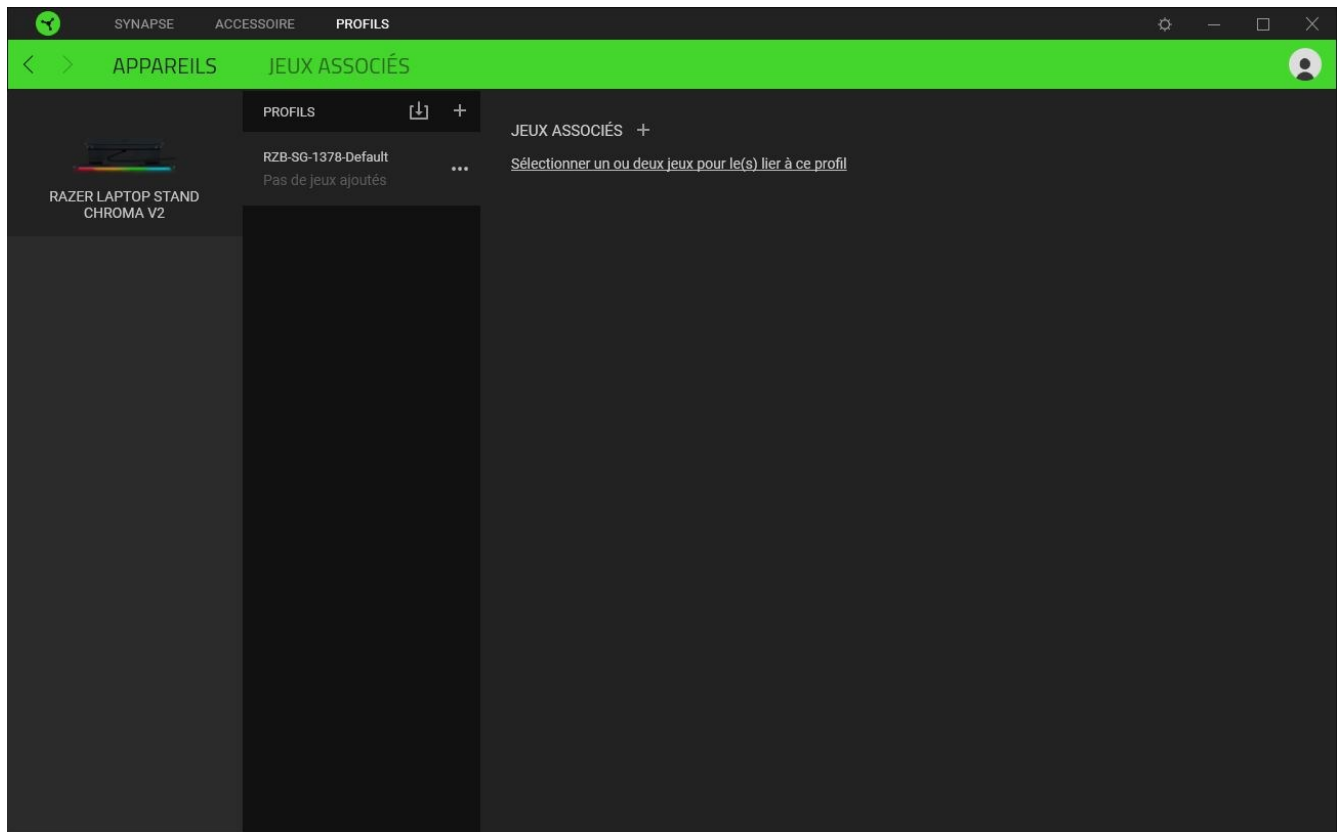 SYNAPSE ACCESSOIRE PROFILS
APPAREILS JEUX ASSOCIÉS
RAZER LAPTOP STAND
CHROMA V2
PROFILS
RZB-SG-1378-Default
Pas de jeux ajoutés
JEUX ASSOCIÉS +
Sélectionner un ou deux jeux pour le(s) lier à ce profil